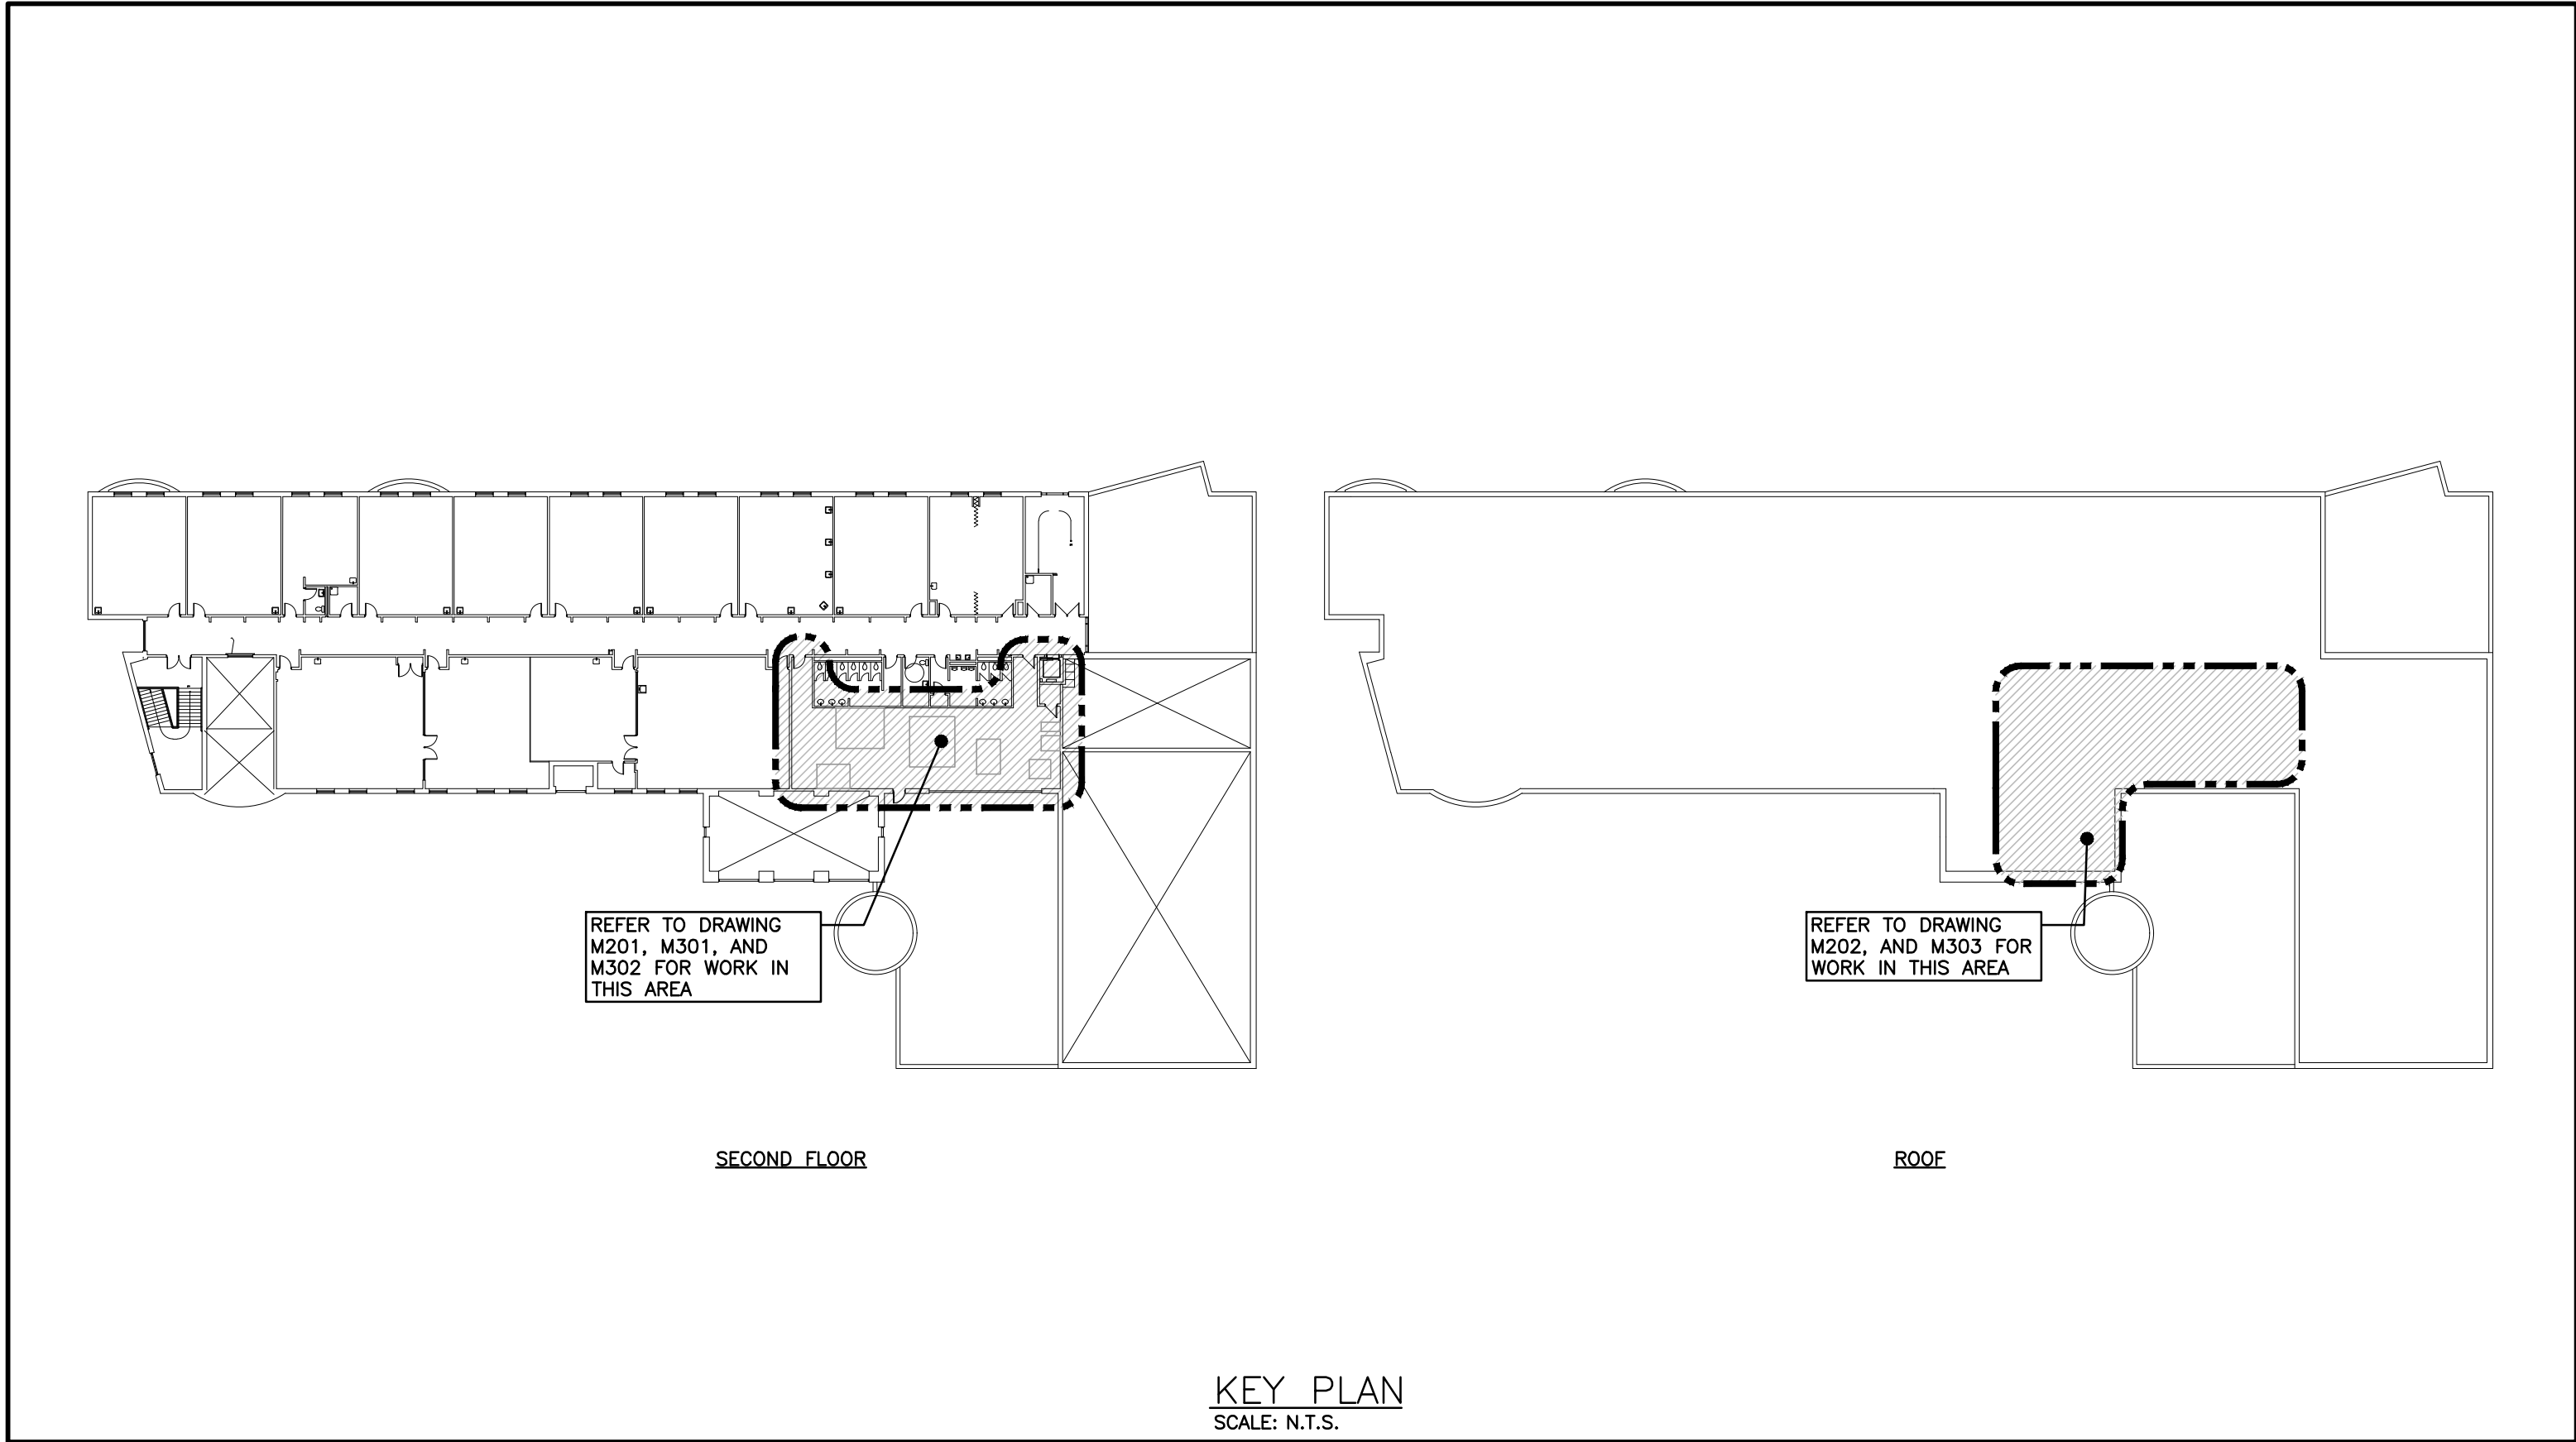 REFER TO DRAWING
M201, M301, AND
M302 FOR WORK IN
THIS AREA
REFER TO DRAWING
M202, AND M303 FOR
WORK IN THIS AREA
SECOND FLOOR
ROOF
KEY PLAN
SCALE: N.T.S.